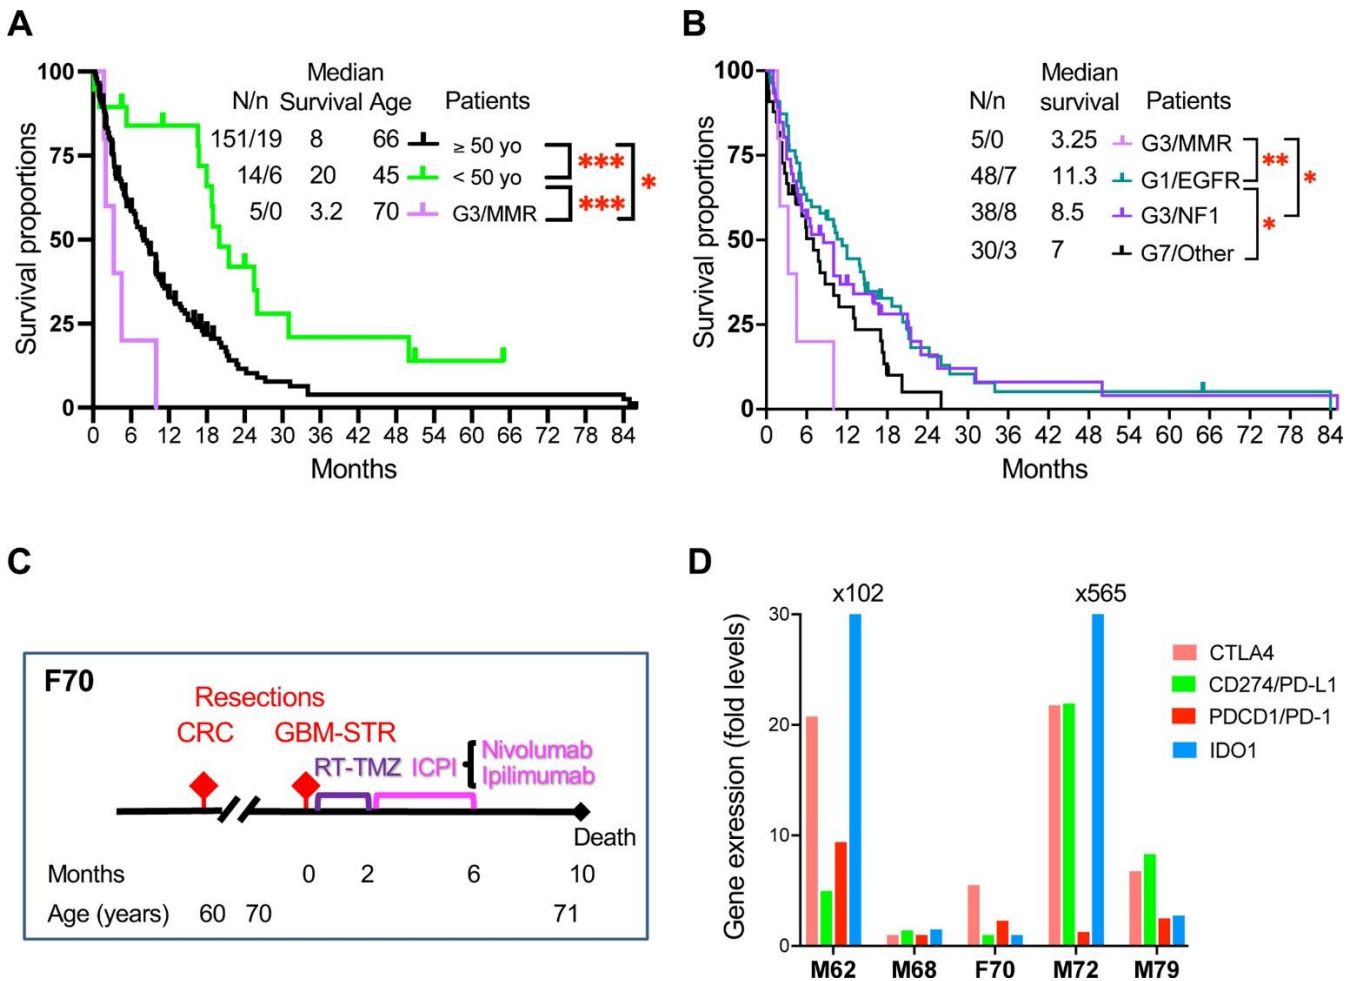 A
Median
N/n Survival Age Patients
151/19 8 66 ≥ 50 yo
14/6 20 45 < 50 yo
5/0 3.2 70 G3/MMR
*** *** *
Survival proportions
100
75
50
25
0
0 6 12 18 24 30 36 42 48 54 60 66 72 78 84
Months
B
Median
N/n survival Patients
5/0 3.25 G3/MMR
48/7 11.3 G1/EGFR
38/8 8.5 G3/NF1
30/3 7 G7/Other
** * *
Survival proportions
100
75
50
25
0
0 6 12 18 24 30 36 42 48 54 60 66 72 78 84
Months
C
F70
Resections
CRC GBM-STR
RT-TMZ ICPI { Nivolumab
Ipilimumab
Death
Months 0 2 6 10
Age (years) 60 70 71
D
x102 x565
Gene exression (fold levels)
30
20
10
0
M62 M68 F70 M72 M79
CTLA4
CD274/PD-L1
PDCD1/PD-1
IDO1